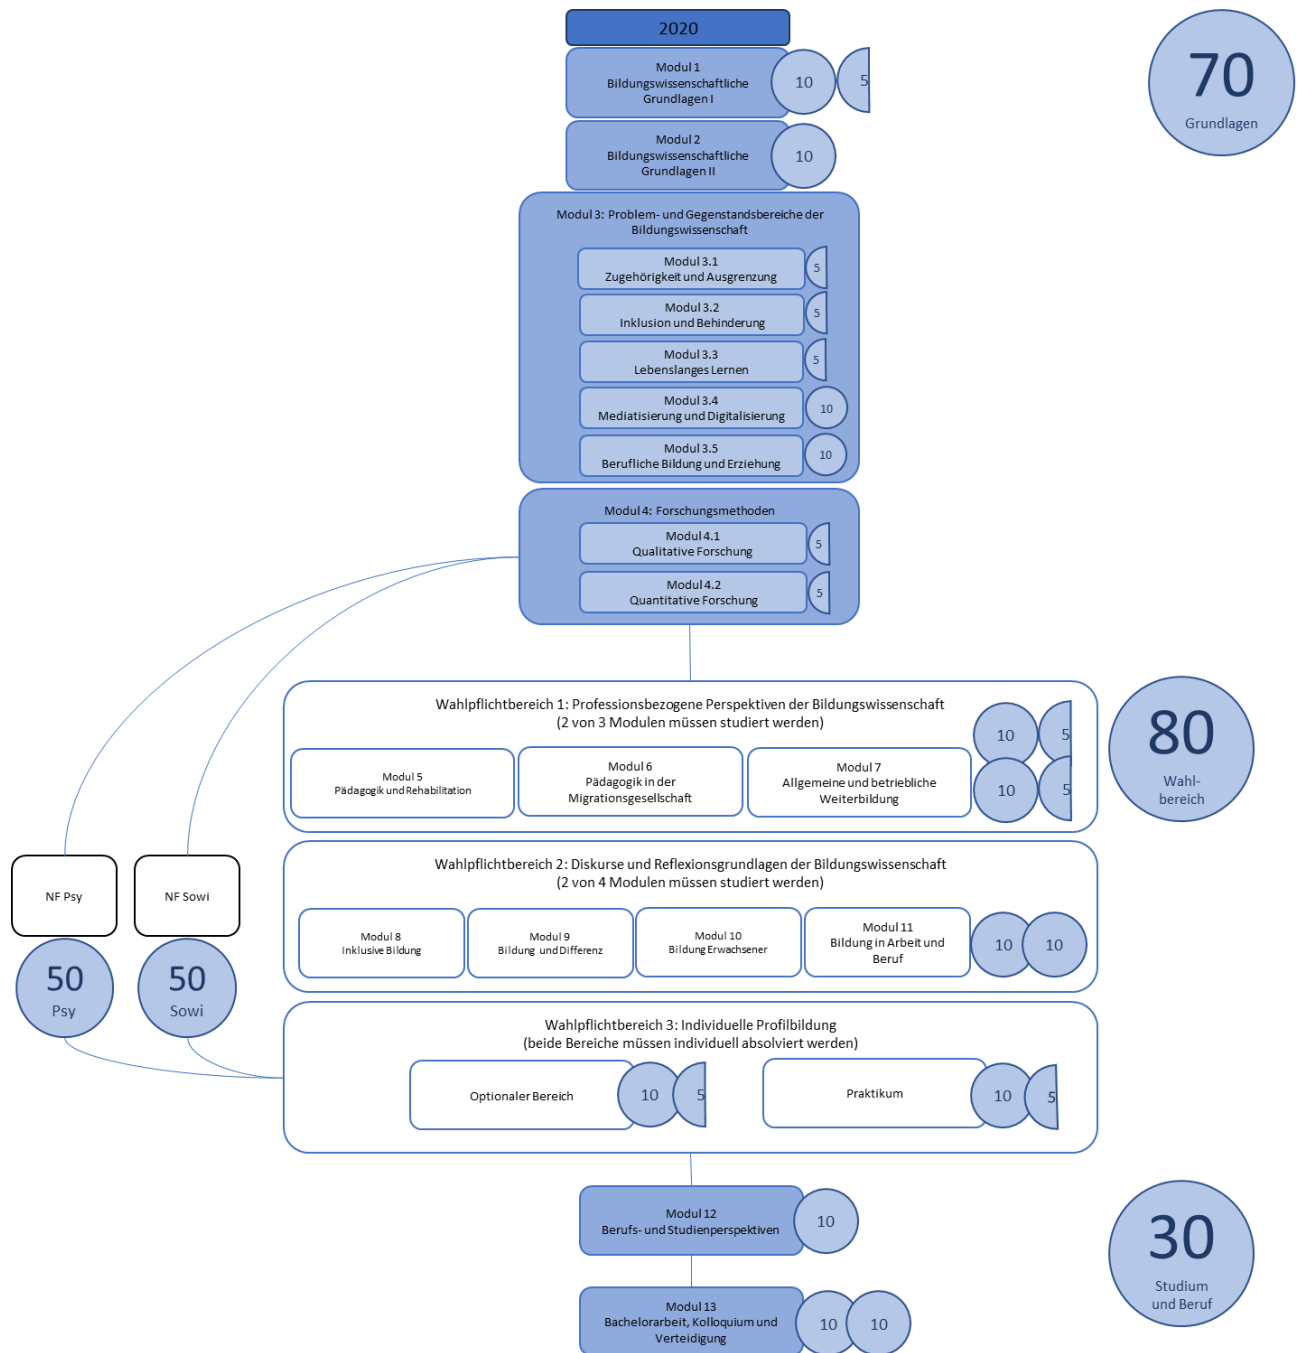 2020
Modul 1
Bildungswissenschaftliche
Grundlagen I
10
5
70
Grundlagen
Modul 2
Bildungswissenschaftliche
Grundlagen II
10
Modul 3: Problem- und Gegenstandsbereiche der
Bildungswissenschaft
Modul 3.1
Zugehörigkeit und Ausgrenzung
5
Modul 3.2
Inklusion und Behinderung
5
Modul 3.3
Lebenslanges Lernen
5
Modul 3.4
Mediatisierung und Digitalisierung
10
Modul 3.5
Berufliche Bildung und Erziehung
10
Modul 4: Forschungsmethoden
Modul 4.1
Qualitative Forschung
5
Modul 4.2
Quantitative Forschung
5
Wahlpflichtbereich 1: Professionsbezogene Perspektiven der Bildungswissenschaft
(2 von 3 Modulen müssen studiert werden)
Modul 5
Pädagogik und Rehabilitation
Modul 6
Pädagogik in der
Migrationsgesellschaft
Modul 7
Allgemeine und betriebliche
Weiterbildung
10
5
10
5
80
Wahl-
bereich
NF Psy
50
Psy
NF Sowi
50
Sowi
Wahlpflichtbereich 2: Diskurse und Reflexionsgrundlagen der Bildungswissenschaft
(2 von 4 Modulen müssen studiert werden)
Modul 8
Inklusive Bildung
Modul 9
Bildung und Differenz
Modul 10
Bildung Erwachsener
Modul 11
Bildung in Arbeit und
Beruf
10
10
Wahlpflichtbereich 3: Individuelle Profilbildung
(beide Bereiche müssen individuell absolviert werden)
Optionaler Bereich
10
5
Praktikum
10
5
Modul 12
Berufs- und Studienperspektiven
10
30
Studium
und Beruf
Modul 13
Bachelorarbeit, Kolloquium und
Verteidigung
10
10